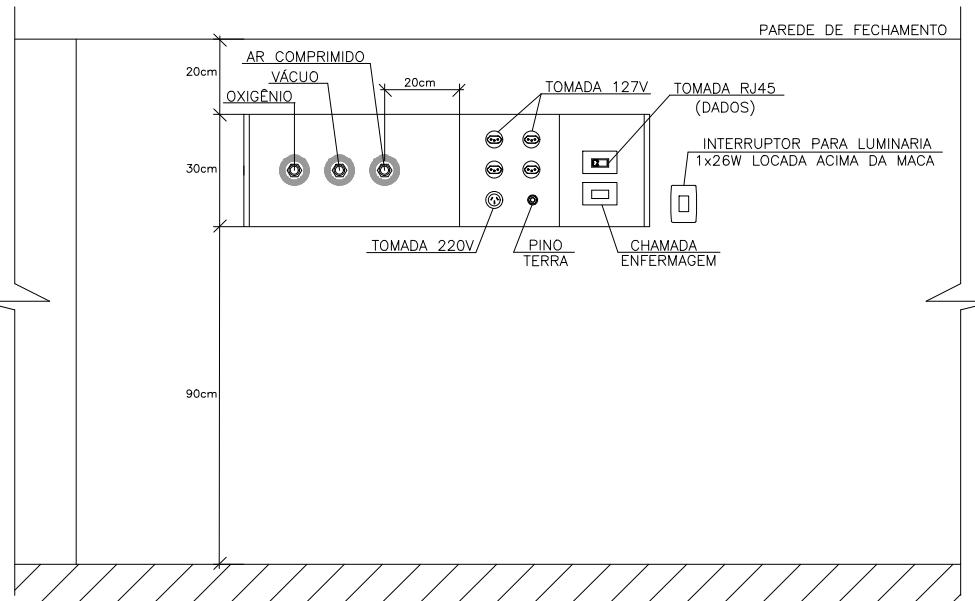 PAREDE DE FECHAMENTO
AR COMPRIMIDO
20cm
VÁCUO
20cm
OXIGÊNIO
TOMADA 127V
TOMADA RJ45
(DADOS)
INTERRUPTOR PARA LUMINARIA
1x26W LOCADA ACIMA DA MACA
30cm
TOMADA 220V
PINO
TERRA
CHAMADA
ENFERMAGEM
90cm